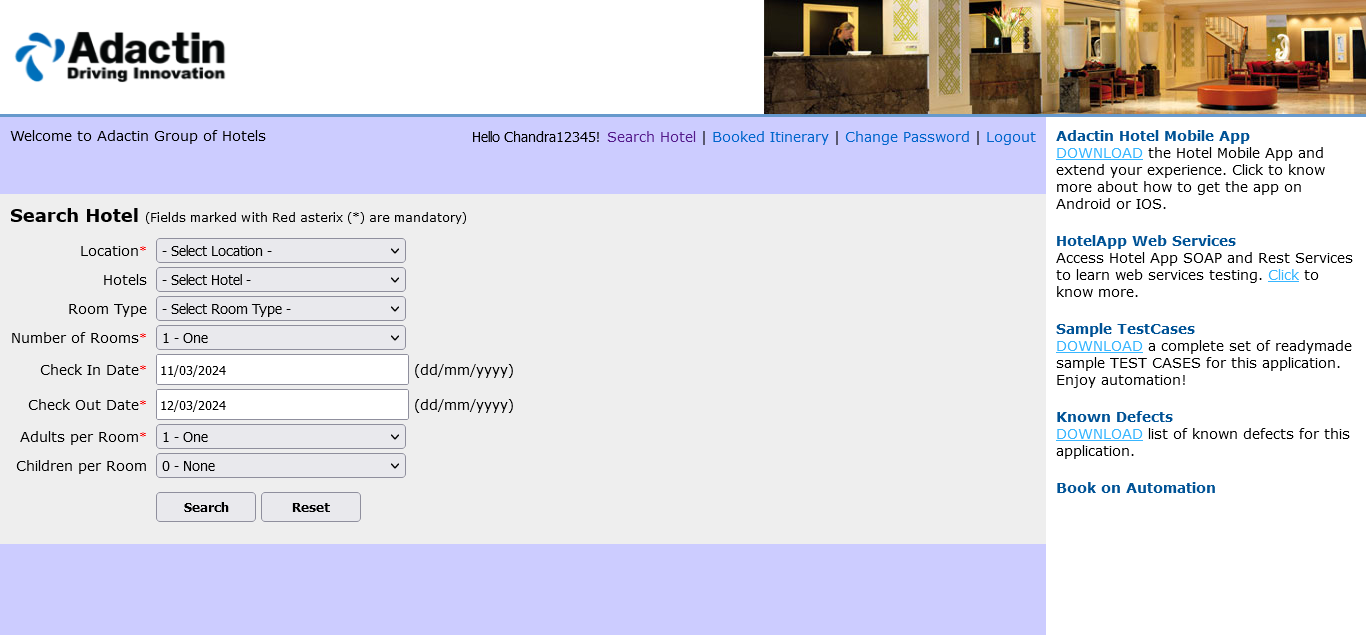 Adactin
Driving Innovation
Welcome to Adactin Group of Hotels
Hello Chandra12345! Search Hotel | Booked Itinerary | Change Password | Logout
Search Hotel (Fields marked with Red asterix (*) are mandatory)
Location* - Select Location -
Hotels - Select Hotel -
Room Type - Select Room Type -
Number of Rooms* 1 - One
Check In Date* 11/03/2024 (dd/mm/yyyy)
Check Out Date* 12/03/2024 (dd/mm/yyyy)
Adults per Room* 1 - One
Children per Room 0 - None
Search Reset
Adactin Hotel Mobile App
DOWNLOAD the Hotel Mobile App and
extend your experience. Click to know
more about how to get the app on
Android or IOS.
HotelApp Web Services
Access Hotel App SOAP and Rest Services
to learn web services testing. Click to
know more.
Sample TestCases
DOWNLOAD a complete set of readymade
sample TEST CASES for this application.
Enjoy automation!
Known Defects
DOWNLOAD list of known defects for this
application.
Book on Automation